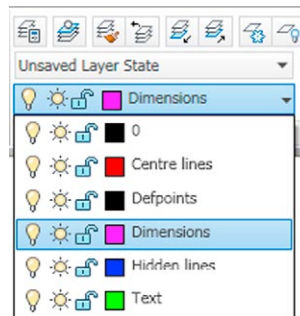 Unsaved Layer State
Dimensions
0
Centre lines
Defpoints
Dimensions
Hidden lines
Text